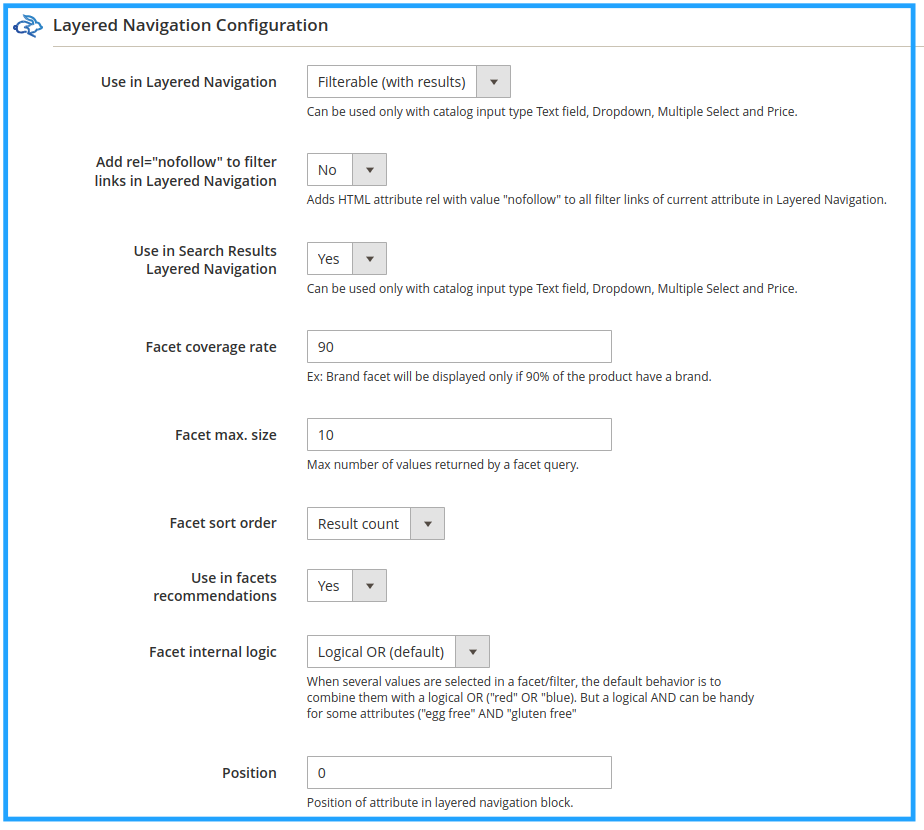 Layered Navigation Configuration
Use in Layered Navigation
Filterable (with results)
Can be used only with catalog input type Text field, Dropdown, Multiple Select and Price.
Add rel="nofollow" to filter
links in Layered Navigation
No
Adds HTML attribute rel with value "nofollow" to all filter links of current attribute in Layered Navigation.
Use in Search Results
Layered Navigation
Yes
Can be used only with catalog input type Text field, Dropdown, Multiple Select and Price.
Facet coverage rate
90
Ex: Brand facet will be displayed only if 90% of the product have a brand.
Facet max. size
10
Max number of values returned by a facet query.
Facet sort order
Result count
Use in facets
recommendations
Yes
Facet internal logic
Logical OR (default)
When several values are selected in a facet/filter, the default behavior is to
combine them with a logical OR ("red" OR "blue). But a logical AND can be handy
for some attributes ("egg free" AND "gluten free"
Position
0
Position of attribute in layered navigation block.